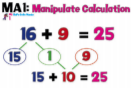 MA1: Manipulate Calculation
16 + 9 = 25
15 1 9
15 + 10 = 25